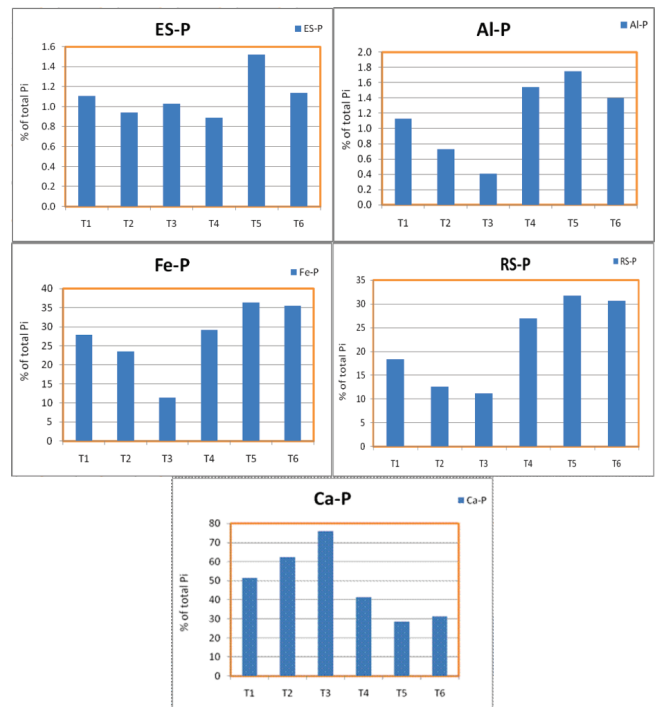 ES-P
ES-P
% of total Pi
1.6
1.4
1.2
1.0
0.8
0.6
0.4
0.2
0.0
T1 T2 T3 T4 T5 T6
Al-P
Al-P
% of total Pi
2.0
1.8
1.6
1.4
1.2
1.0
0.8
0.6
0.4
0.2
0.0
T1 T2 T3 T4 T5 T6
Fe-P
Fe-P
% of total Pi
40
35
30
25
20
15
10
5
0
T1 T2 T3 T4 T5 T6
RS-P
RS-P
% of total Pi
35
30
25
20
15
10
5
0
T1 T2 T3 T4 T5 T6
Ca-P
Ca-P
% of total Pi
80
70
60
50
40
30
20
10
0
T1 T2 T3 T4 T5 T6